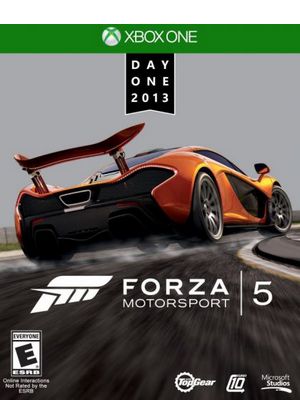 XBOX ONE
DAY
ONE
2013
FORZA
MOTORSPORT
5
EVERYONE
E
ESRB
Online Interactions
Not Rated by the
ESRB
TopGear
10
Microsoft
Studios